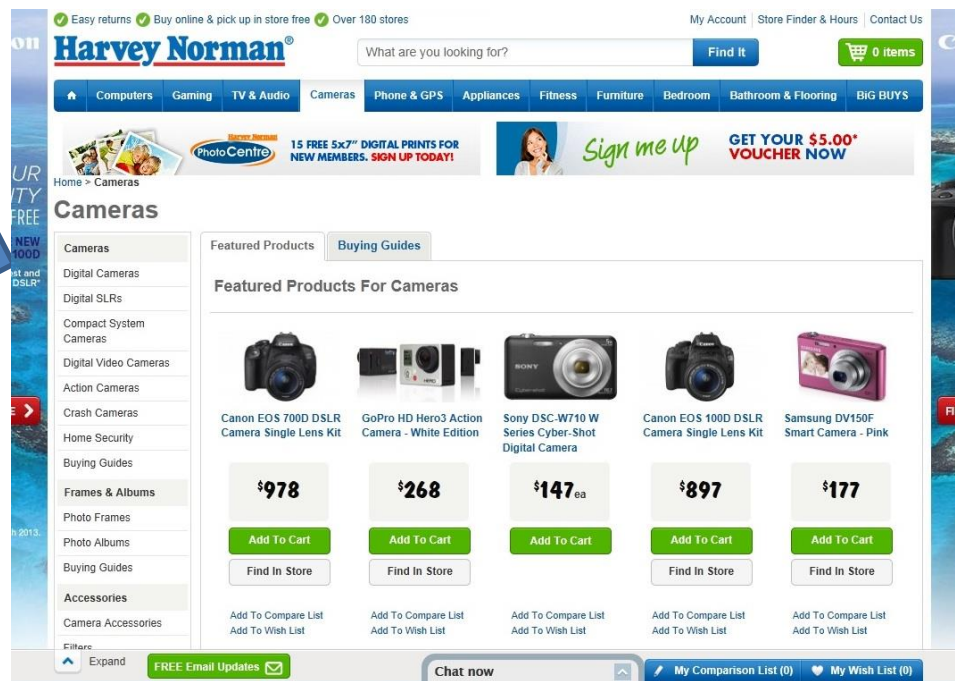 Easy returns Buy online & pick up in store free Over 180 stores
My Account Store Finder & Hours Contact Us
Harvey Norman®
What are you looking for?
Find It
0 items
Computers Gaming TV & Audio Cameras Phone & GPS Appliances Fitness Furniture Bedroom Bathroom & Flooring BiG BUYS
Harvey Norman
PhotoCentre
15 FREE 5x7" DIGITAL PRINTS FOR
NEW MEMBERS. SIGN UP TODAY!
Sign me up
GET YOUR $5.00*
VOUCHER NOW
Home > Cameras
Cameras
FREE
NEW
100D
DSLR*
Cameras
Digital Cameras
Digital SLRs
Compact System
Cameras
Digital Video Cameras
Action Cameras
Crash Cameras
Home Security
Buying Guides
Frames & Albums
Photo Frames
Photo Albums
Buying Guides
Accessories
Camera Accessories
Filters
Featured Products Buying Guides
Featured Products For Cameras
Canon EOS 700D DSLR
Camera Single Lens Kit
$978
Add To Cart
Find In Store
Add To Compare List
Add To Wish List
GoPro HD Hero3 Action
Camera - White Edition
$268
Add To Cart
Find In Store
Add To Compare List
Add To Wish List
SONY
Sony DSC-W710 W
Series Cyber-Shot
Digital Camera
$147ea
Add To Cart
Add To Compare List
Add To Wish List
Canon EOS 100D DSLR
Camera Single Lens Kit
$897
Add To Cart
Find In Store
Add To Compare List
Add To Wish List
Samsung DV150F
Smart Camera - Pink
$177
Add To Cart
Find In Store
Add To Compare List
Add To Wish List
2013.
Expand
FREE Email Updates
Chat now
My Comparison List (0)
My Wish List (0)